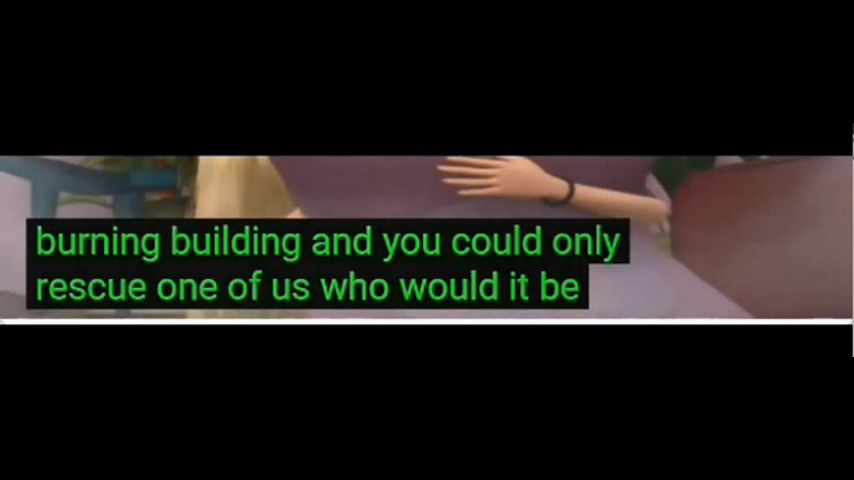 burning building and you could only
rescue one of us who would it be